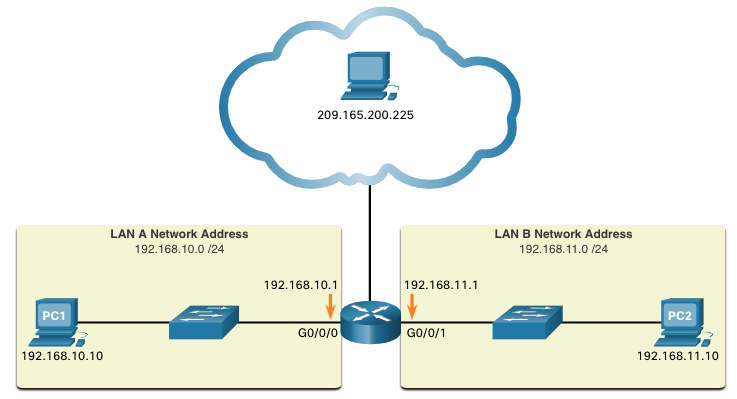 209.165.200.225
LAN A Network Address
192.168.10.0 /24
LAN B Network Address
192.168.11.0 /24
192.168.10.1
192.168.11.1
PC1
PC2
G0/0/0
G0/0/1
192.168.10.10
192.168.11.10